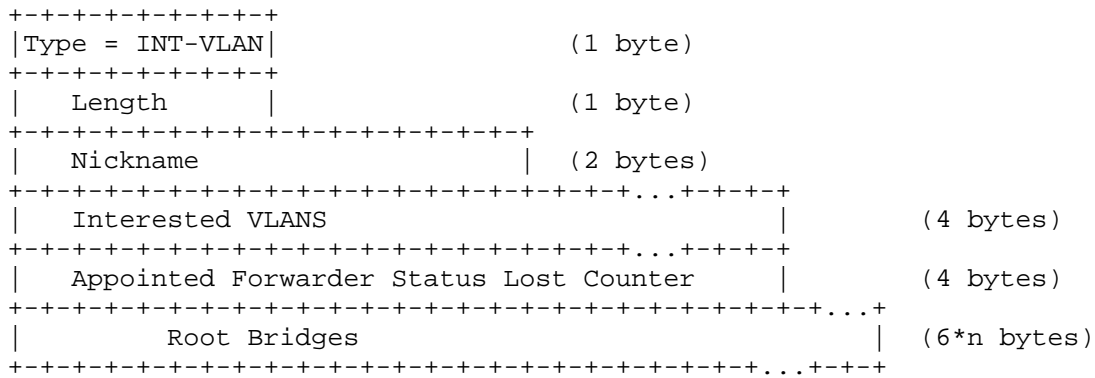 +-+-+-+-+-+-+-+-+
|Type = INT-VLAN| (1 byte)
+-+-+-+-+-+-+-+-+
| Length | (1 byte)
+-+-+-+-+-+-+-+-+-+-+-+-+-+-+-+-+
| Nickname | (2 bytes)
+-+-+-+-+-+-+-+-+-+-+-+-+-+-+-+-+-+-+-+...+-+-+-+
| Interested VLANS | (4 bytes)
+-+-+-+-+-+-+-+-+-+-+-+-+-+-+-+-+-+-+-+...+-+-+-+
| Appointed Forwarder Status Lost Counter | (4 bytes)
+-+-+-+-+-+-+-+-+-+-+-+-+-+-+-+-+-+-+-+-+-+-+-+-+-+...+
| Root Bridges | (6*n bytes)
+-+-+-+-+-+-+-+-+-+-+-+-+-+-+-+-+-+-+-+-+-+-+-+...+-+-+